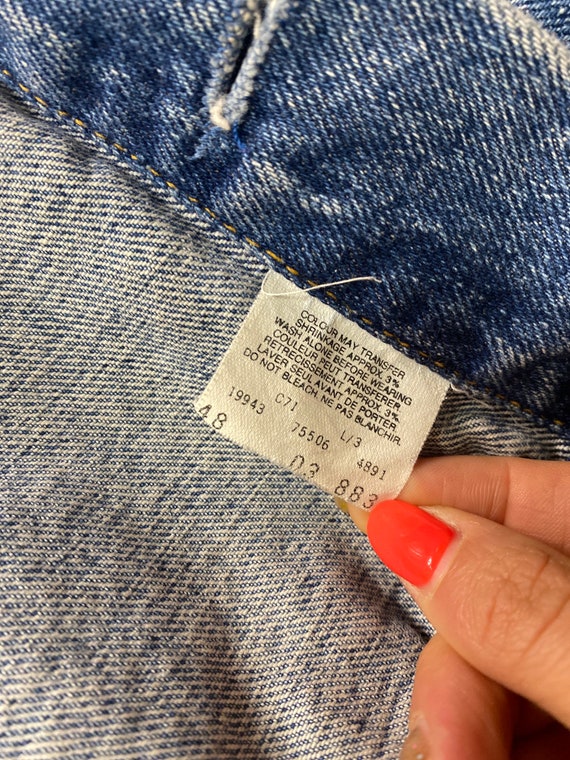 COLOUR MAY TRANSFER
SHRINKAGE APPROX. 3%
WASH ALONE BEFORE WEARING
COULEUR PEUT TRANSFERER
RETRECISSEMENT APPROX. 3%
LAVER SEUL AVANT DE PORTER
DO NOT BLEACH. NE PAS BLANCHIR.
C71 L/3
19943 75506 4891
48 03 883